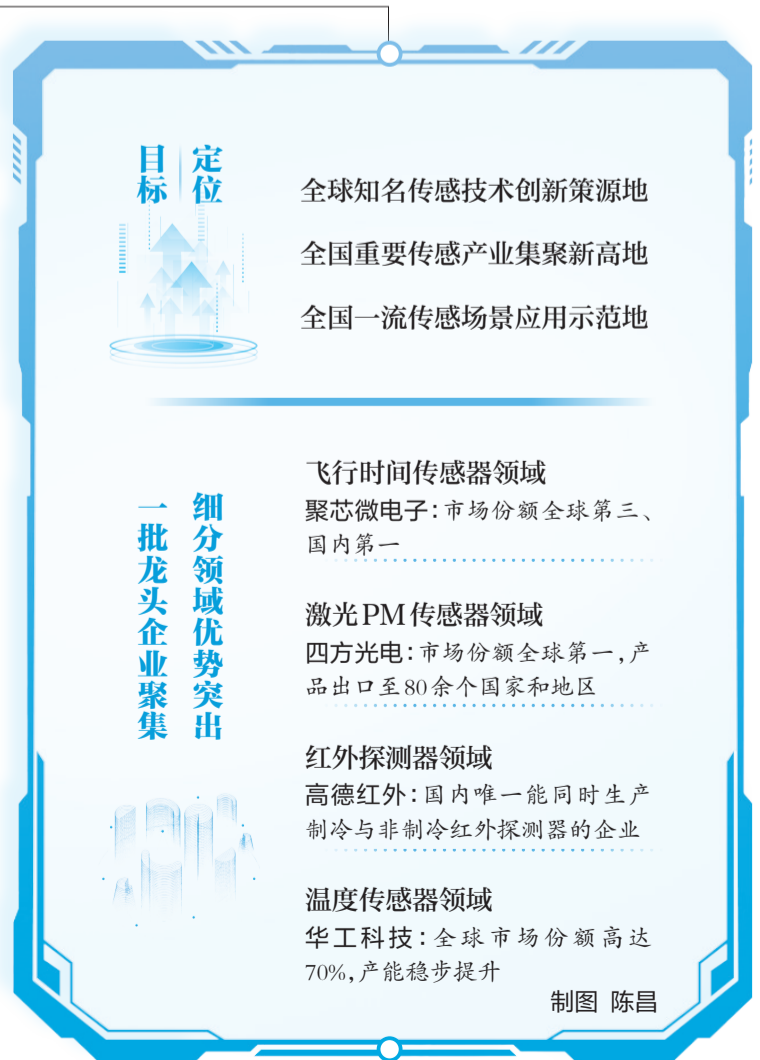 定位
目标
全球知名传感技术创新策源地
全国重要传感产业集聚新高地
全国一流传感场景应用示范地
细分领域优势突出
一批龙头企业聚集
飞行时间传感器领域
聚芯微电子：市场份额全球第三、
国内第一
激光PM传感器领域
四方光电：市场份额全球第一，产
品出口至80余个国家和地区
红外探测器领域
高德红外：国内唯一能同时生产
制冷与非制冷红外探测器的企业
温度传感器领域
华工科技：全球市场份额高达
70%，产能稳步提升
制图 陈昌